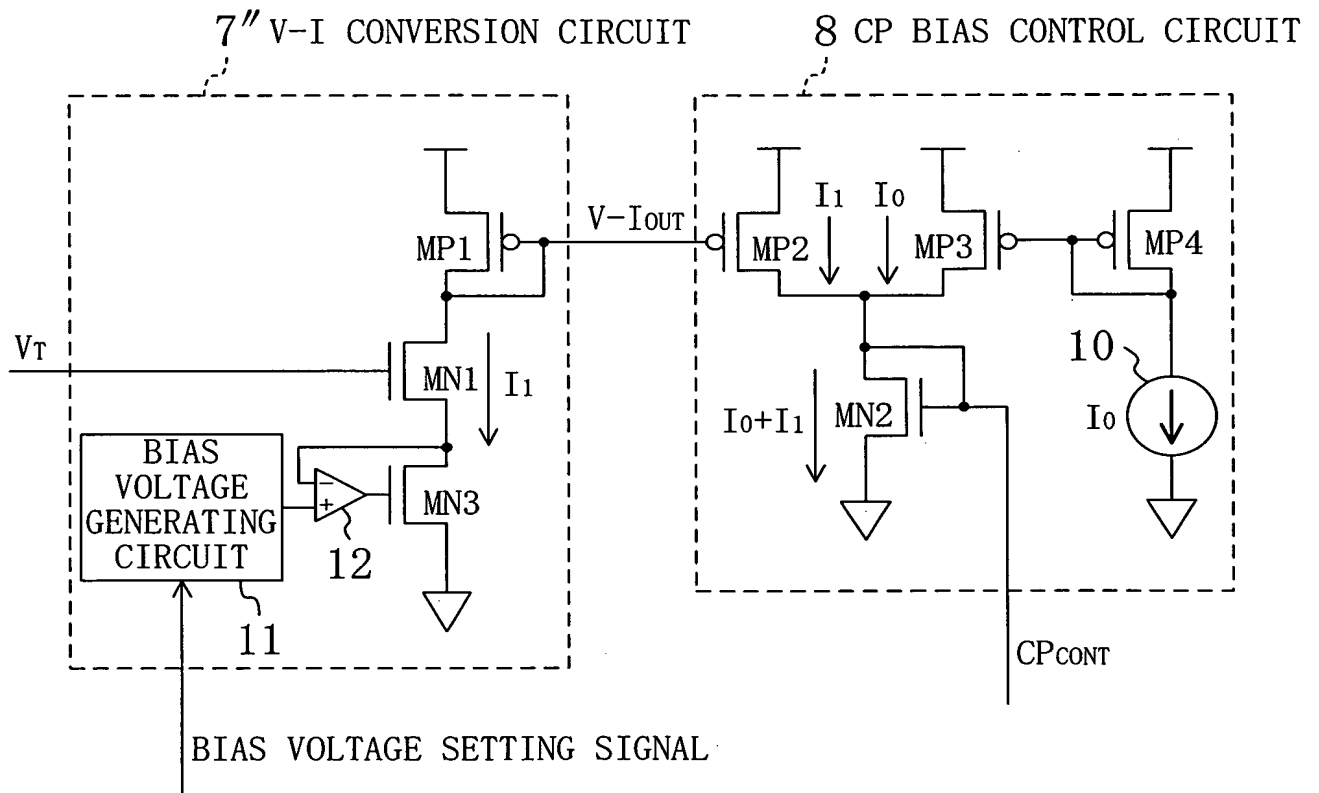 7″ V-I CONVERSION CIRCUIT
8 CP BIAS CONTROL CIRCUIT
I1
I0
V-IOUT
MP1
MP2
MP3
MP4
VT
MN1
I1
10
I0
I0+I1
MN2
BIAS
VOLTAGE
GENERATING
CIRCUIT
−
+
MN3
12
11
CPCONT
BIAS VOLTAGE SETTING SIGNAL